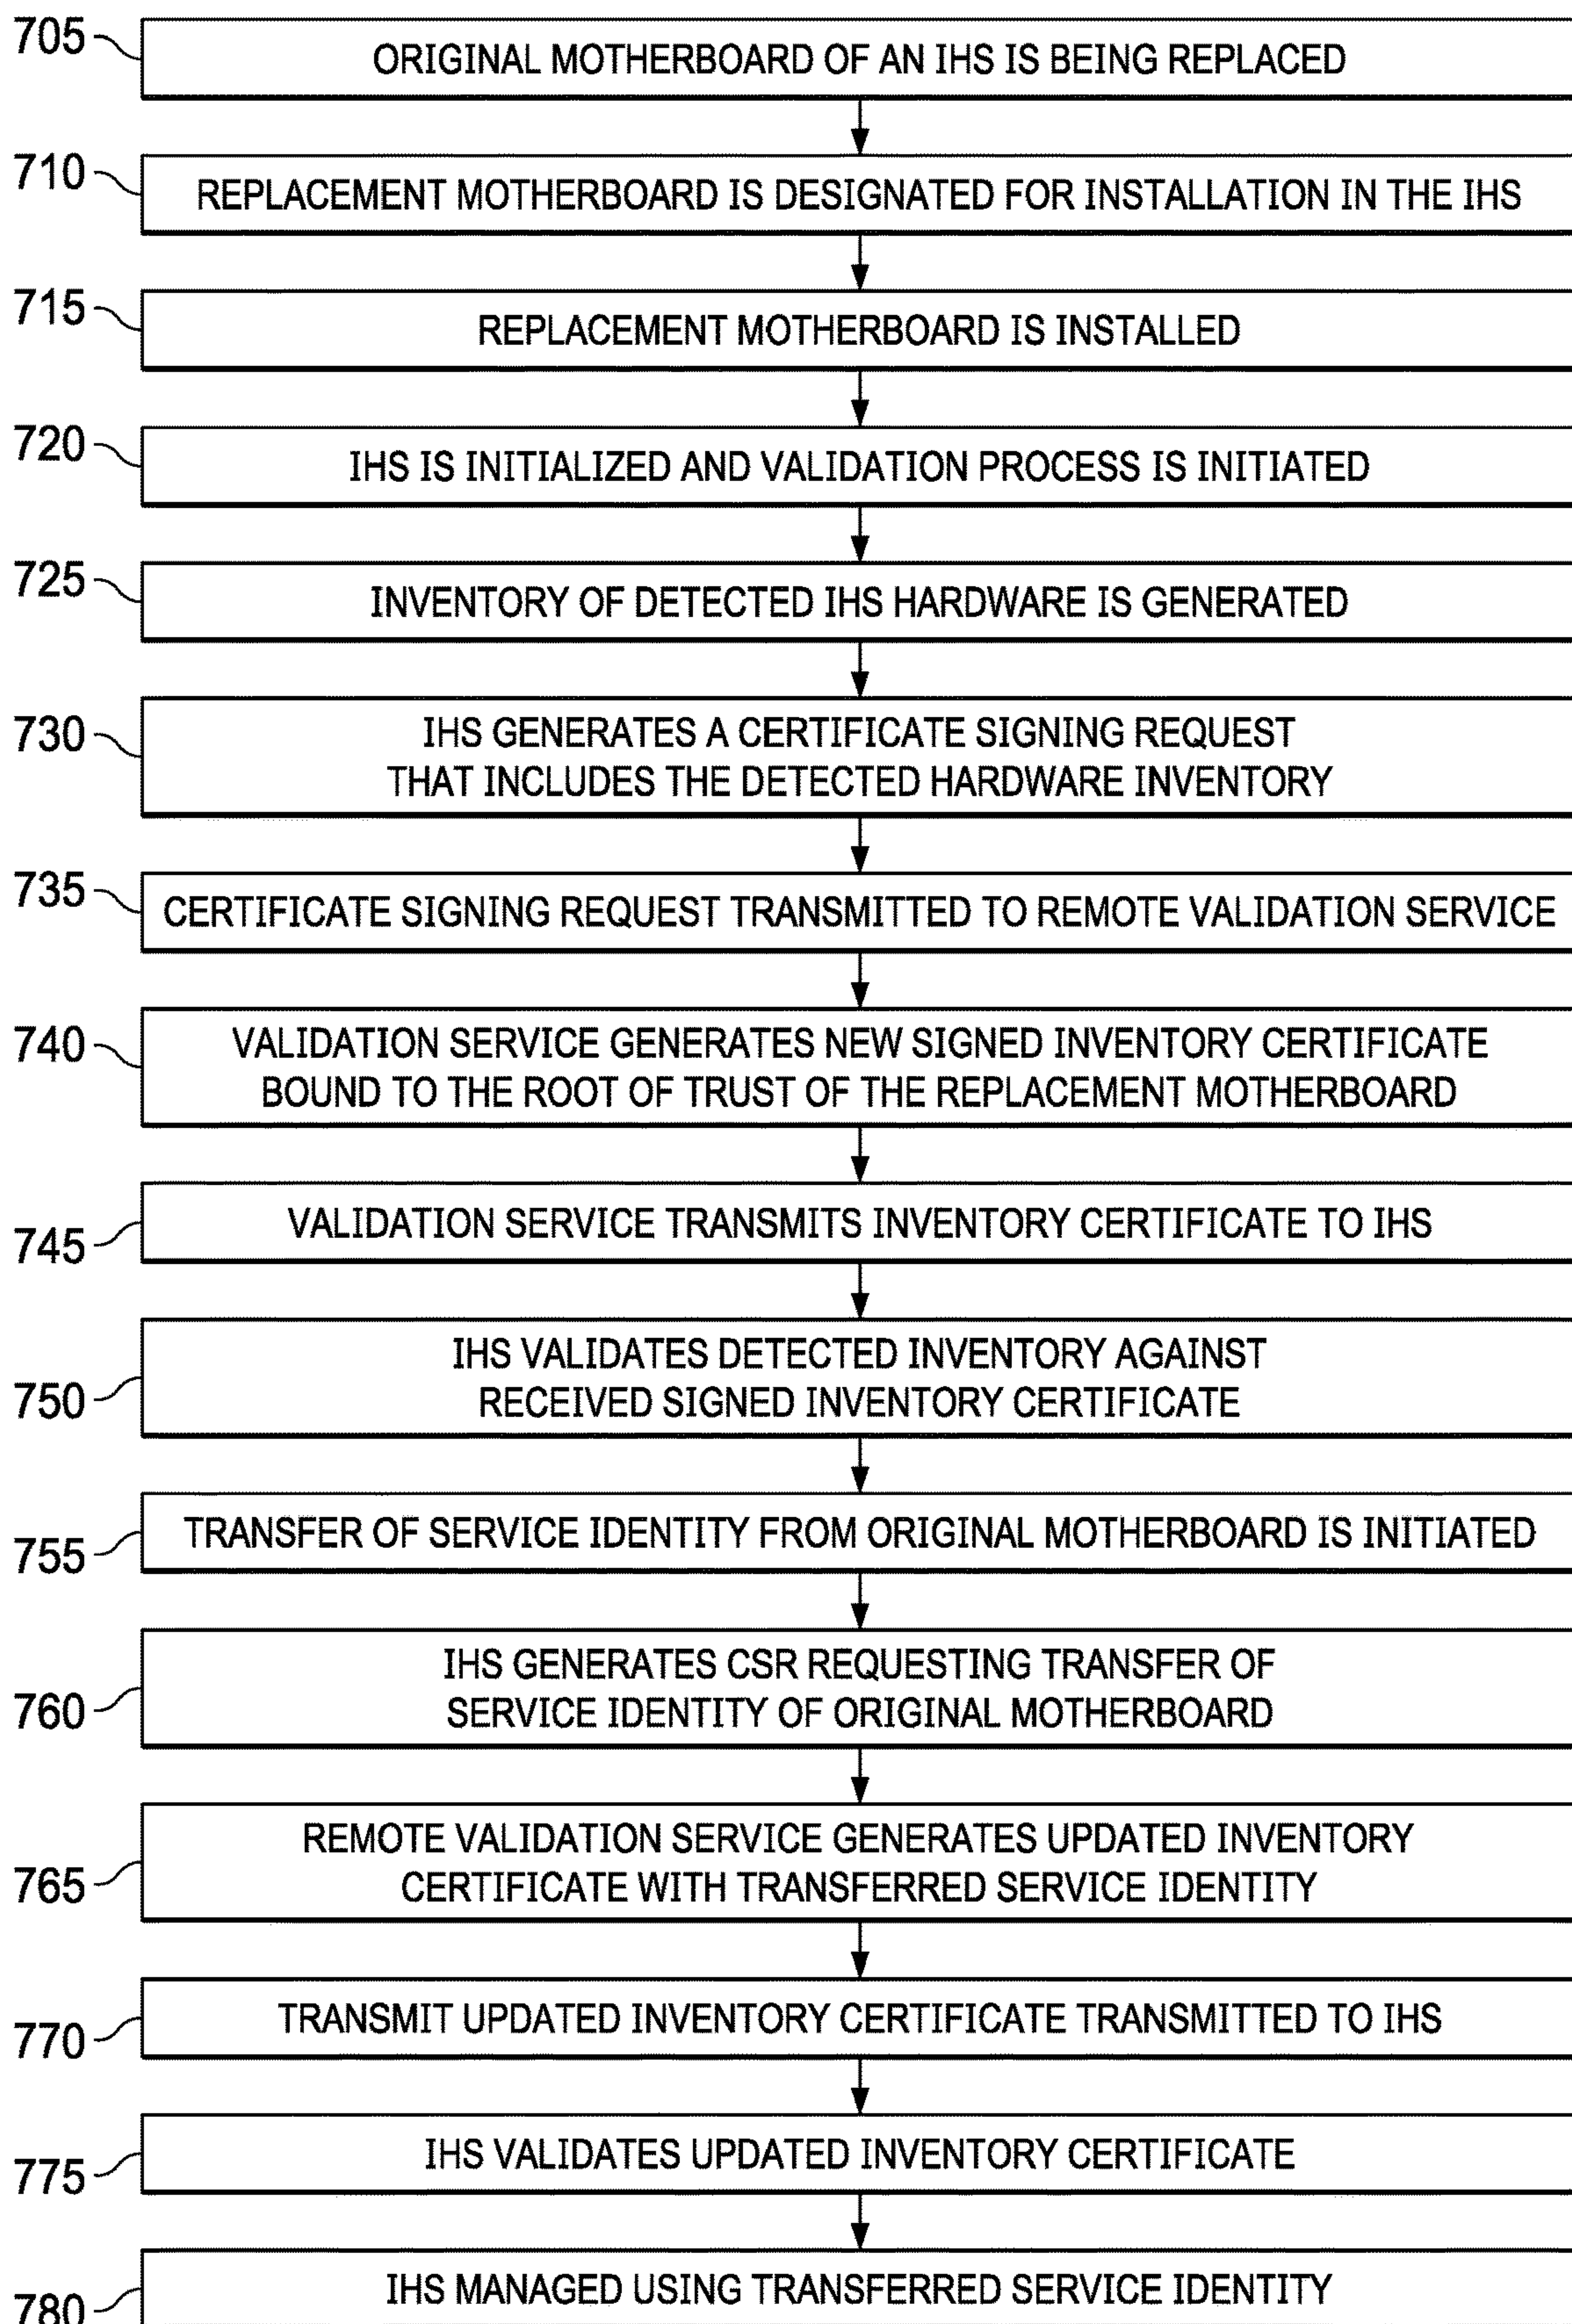 705
ORIGINAL MOTHERBOARD OF AN IHS IS BEING REPLACED
710
REPLACEMENT MOTHERBOARD IS DESIGNATED FOR INSTALLATION IN THE IHS
715
REPLACEMENT MOTHERBOARD IS INSTALLED
720
IHS IS INITIALIZED AND VALIDATION PROCESS IS INITIATED
725
INVENTORY OF DETECTED IHS HARDWARE IS GENERATED
730
IHS GENERATES A CERTIFICATE SIGNING REQUEST
THAT INCLUDES THE DETECTED HARDWARE INVENTORY
735
CERTIFICATE SIGNING REQUEST TRANSMITTED TO REMOTE VALIDATION SERVICE
740
VALIDATION SERVICE GENERATES NEW SIGNED INVENTORY CERTIFICATE
BOUND TO THE ROOT OF TRUST OF THE REPLACEMENT MOTHERBOARD
745
VALIDATION SERVICE TRANSMITS INVENTORY CERTIFICATE TO IHS
750
IHS VALIDATES DETECTED INVENTORY AGAINST
RECEIVED SIGNED INVENTORY CERTIFICATE
755
TRANSFER OF SERVICE IDENTITY FROM ORIGINAL MOTHERBOARD IS INITIATED
760
IHS GENERATES CSR REQUESTING TRANSFER OF
SERVICE IDENTITY OF ORIGINAL MOTHERBOARD
765
REMOTE VALIDATION SERVICE GENERATES UPDATED INVENTORY
CERTIFICATE WITH TRANSFERRED SERVICE IDENTITY
770
TRANSMIT UPDATED INVENTORY CERTIFICATE TRANSMITTED TO IHS
775
IHS VALIDATES UPDATED INVENTORY CERTIFICATE
780
IHS MANAGED USING TRANSFERRED SERVICE IDENTITY